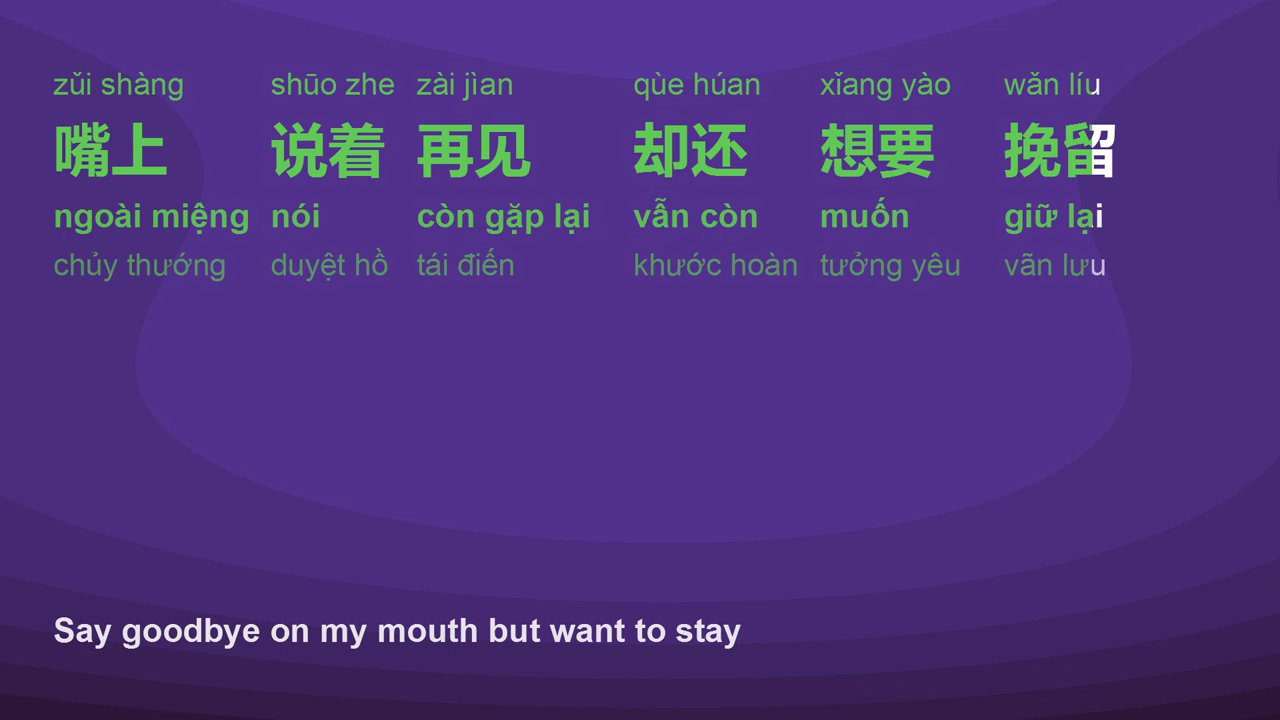 zǔi shàng shūo zhe zài jìan qùe húan xǐang yào wǎn líu
嘴上 说着 再见 却还 想要 挽留
ngoài miệng nói còn gặp lại vẫn còn muốn giữ lại
chủy thướng duyệt hồ tái điến khước hoàn tưởng yêu vãn lưu
Say goodbye on my mouth but want to stay